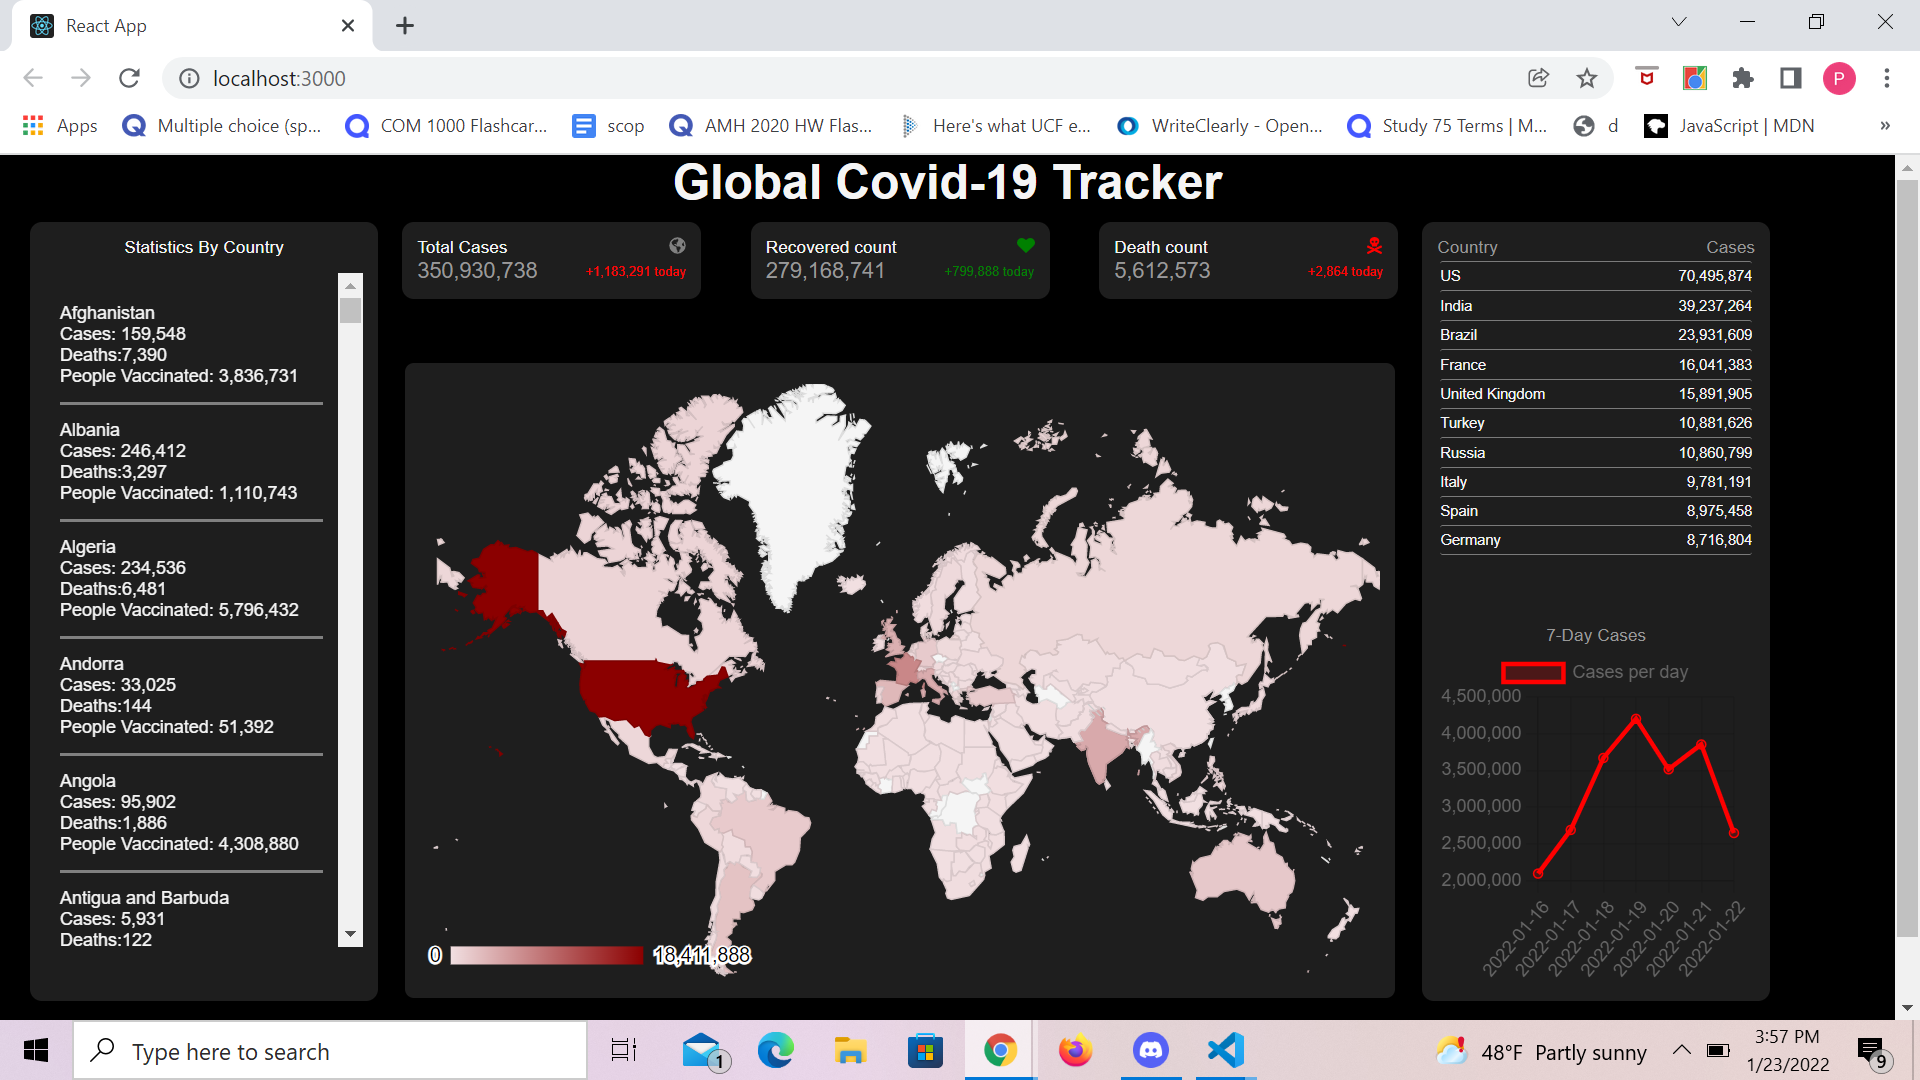 React App
localhost:3000
P
Apps
Multiple choice (sp...
COM 1000 Flashcar...
scop
AMH 2020 HW Flas...
Here's what UCF e...
WriteClearly - Open...
Study 75 Terms | M...
d
JavaScript | MDN
»
Global Covid-19 Tracker
Statistics By Country
Afghanistan
Cases: 159,548
Deaths:7,390
People Vaccinated: 3,836,731
Albania
Cases: 246,412
Deaths:3,297
People Vaccinated: 1,110,743
Algeria
Cases: 234,536
Deaths:6,481
People Vaccinated: 5,796,432
Andorra
Cases: 33,025
Deaths:144
People Vaccinated: 51,392
Angola
Cases: 95,902
Deaths:1,886
People Vaccinated: 4,308,880
Antigua and Barbuda
Cases: 5,931
Deaths:122
Total Cases
350,930,738 +1,183,291 today
Recovered count
279,168,741 +799,888 today
Death count
5,612,573 +2,864 today
0 18,411,888
Country Cases
US 70,495,874
India 39,237,264
Brazil 23,931,609
France 16,041,383
United Kingdom 15,891,905
Turkey 10,881,626
Russia 10,860,799
Italy 9,781,191
Spain 8,975,458
Germany 8,716,804
7-Day Cases
Cases per day
4,500,000
4,000,000
3,500,000
3,000,000
2,500,000
2,000,000
2022-01-16
2022-01-17
2022-01-18
2022-01-19
2022-01-20
2022-01-21
2022-01-22
Type here to search
1
48°F Partly sunny
3:57 PM
1/23/2022
9